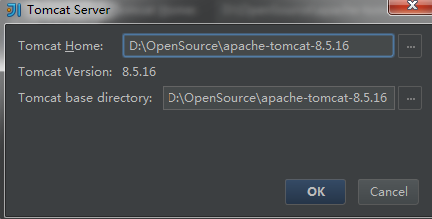 Tomcat Server
Tomcat Home: D:\OpenSource\apache-tomcat-8.5.16 ...
Tomcat Version: 8.5.16
Tomcat base directory: D:\OpenSource\apache-tomcat-8.5.16 ...
OK Cancel